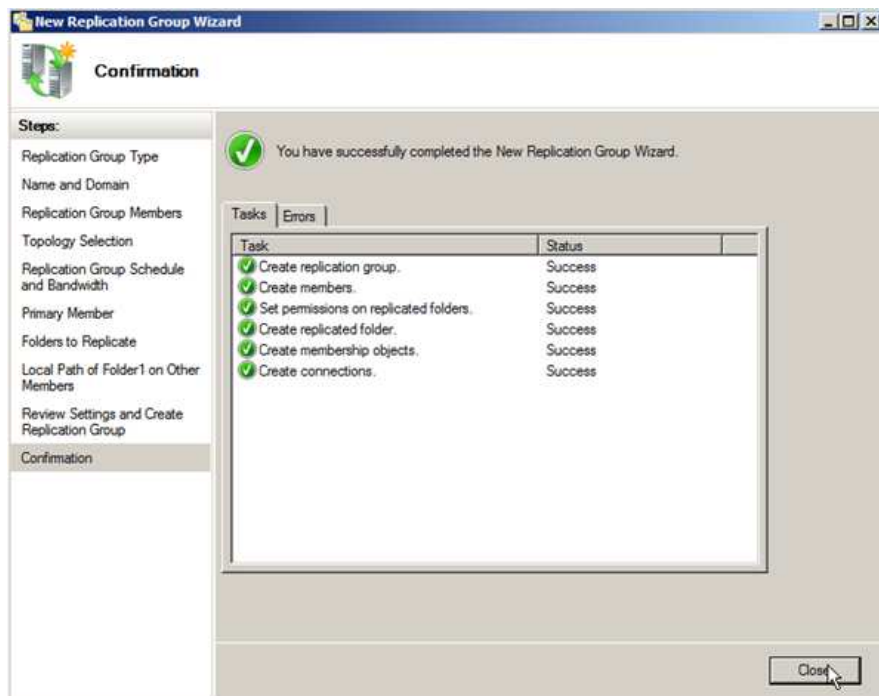 New Replication Group Wizard
Confirmation
Steps:
Replication Group Type
Name and Domain
Replication Group Members
Topology Selection
Replication Group Schedule
and Bandwidth
Primary Member
Folders to Replicate
Local Path of Folder1 on Other
Members
Review Settings and Create
Replication Group
Confirmation
You have successfully completed the New Replication Group Wizard.
Tasks Errors
Task Status
Create replication group. Success
Create members. Success
Set permissions on replicated folders. Success
Create replicated folder. Success
Create membership objects. Success
Create connections. Success
Close